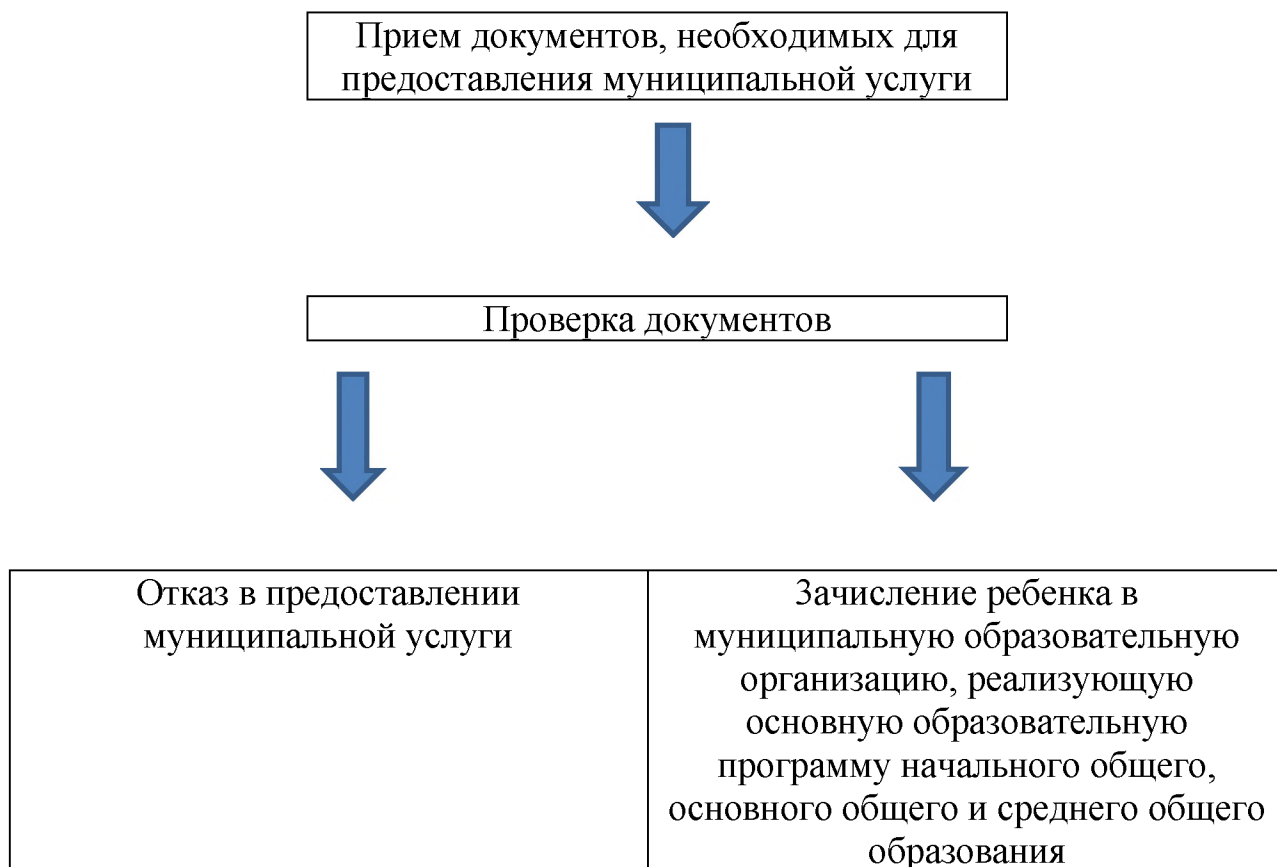 Прием документов, необходимых для
предоставления муниципальной услуги
Проверка документов
Отказ в предоставлении
муниципальной услуги
Зачисление ребенка в
муниципальную образовательную
организацию, реализующую
основную образовательную
программу начального общего,
основного общего и среднего общего
образования